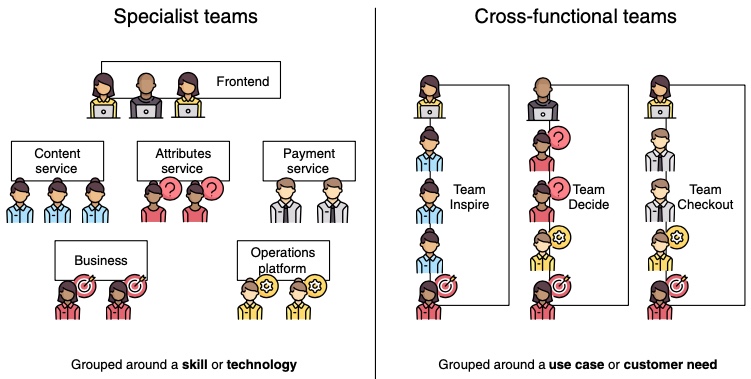 Specialist teams
Frontend
Content
service
Attributes
service
Payment
service
?
?
Business
Operations
platform
Grouped around a skill or technology
Cross-functional teams
Team
Inspire
?
?
Team
Decide
Team
Checkout
Grouped around a use case or customer need